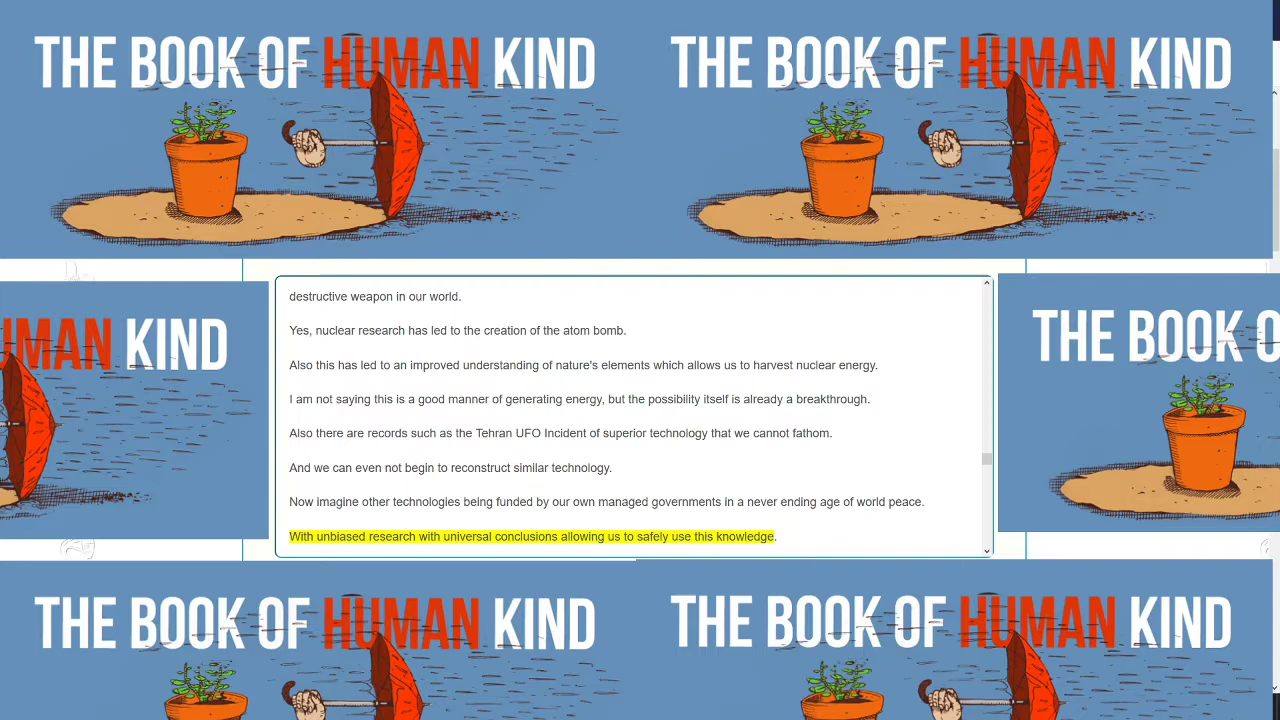 THE BOOK OF HUMAN KIND
THE BOOK OF HUMAN KIND
destructive weapon in our world.
Yes, nuclear research has led to the creation of the atom bomb.
Also this has led to an improved understanding of nature's elements which allows us to harvest nuclear energy.
I am not saying this is a good manner of generating energy, but the possibility itself is already a breakthrough.
Also there are records such as the Tehran UFO Incident of superior technology that we cannot fathom.
And we can even not begin to reconstruct similar technology.
Now imagine other technologies being funded by our own managed governments in a never ending age of world peace.
With unbiased research with universal conclusions allowing us to safely use this knowledge.
UMAN KIND
THE BOOK O
THE BOOK OF HUMAN KIND
THE BOOK OF HUMAN KIND